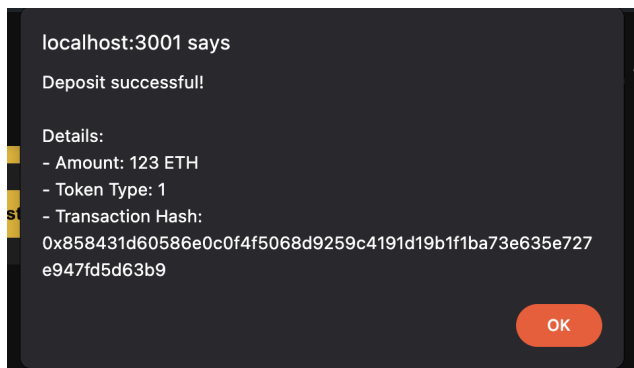 localhost:3001 says
Deposit successful!
Details:
- Amount: 123 ETH
- Token Type: 1
- Transaction Hash:
0x858431d60586e0c0f4f5068d9259c4191d19b1f1ba73e635e727
e947fd5d63b9
OK